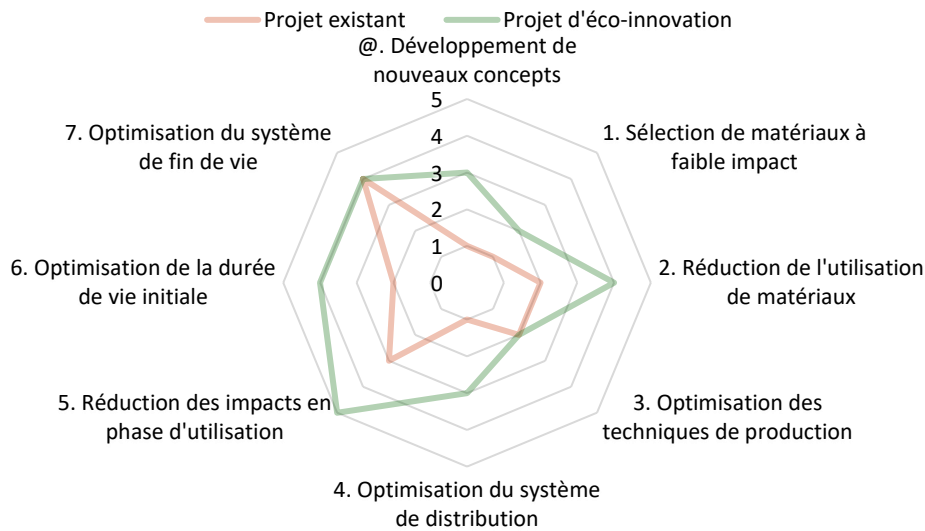 Projet existant
Projet d'éco-innovation
@. Développement de
nouveaux concepts
5
4
3
2
1
0
1. Sélection de matériaux à
faible impact
2. Réduction de l'utilisation
de matériaux
3. Optimisation des
techniques de production
4. Optimisation du système
de distribution
5. Réduction des impacts en
phase d'utilisation
6. Optimisation de la durée
de vie initiale
7. Optimisation du système
de fin de vie